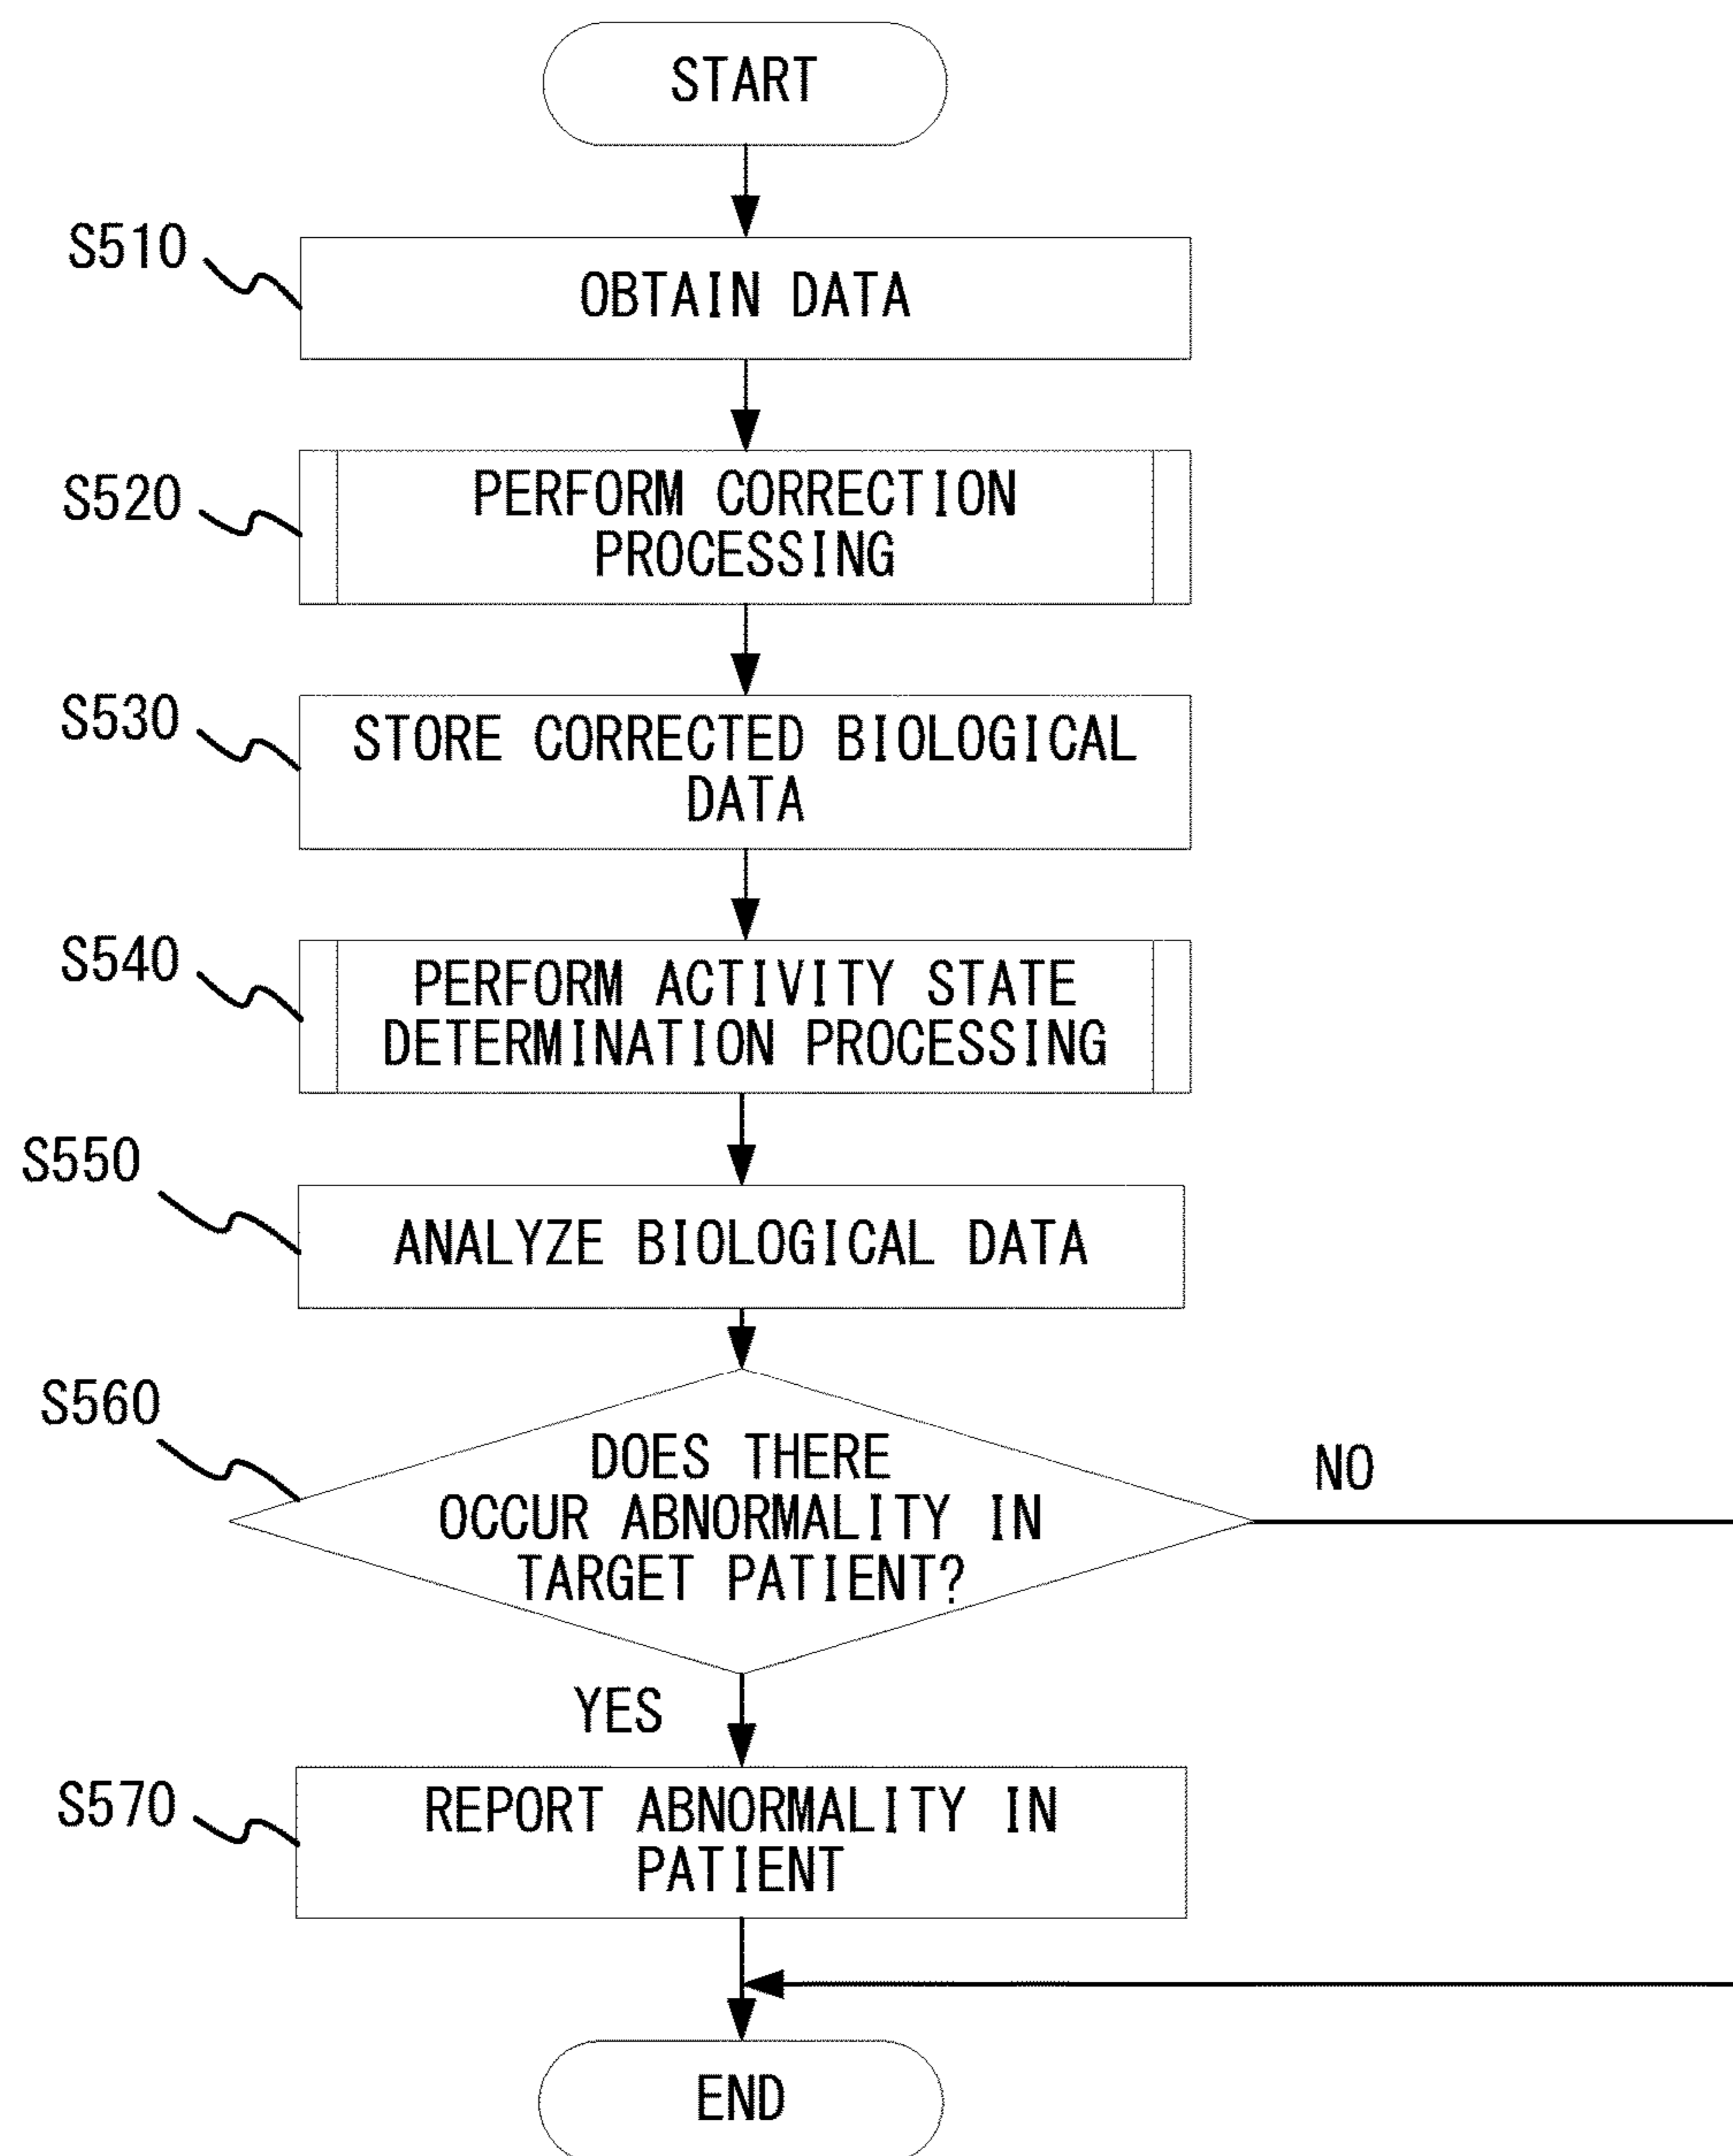 START
S510
OBTAIN DATA
S520
PERFORM CORRECTION
PROCESSING
S530
STORE CORRECTED BIOLOGICAL
DATA
S540
PERFORM ACTIVITY STATE
DETERMINATION PROCESSING
S550
ANALYZE BIOLOGICAL DATA
S560
DOES THERE
OCCUR ABNORMALITY IN
TARGET PATIENT?
NO
YES
S570
REPORT ABNORMALITY IN
PATIENT
END